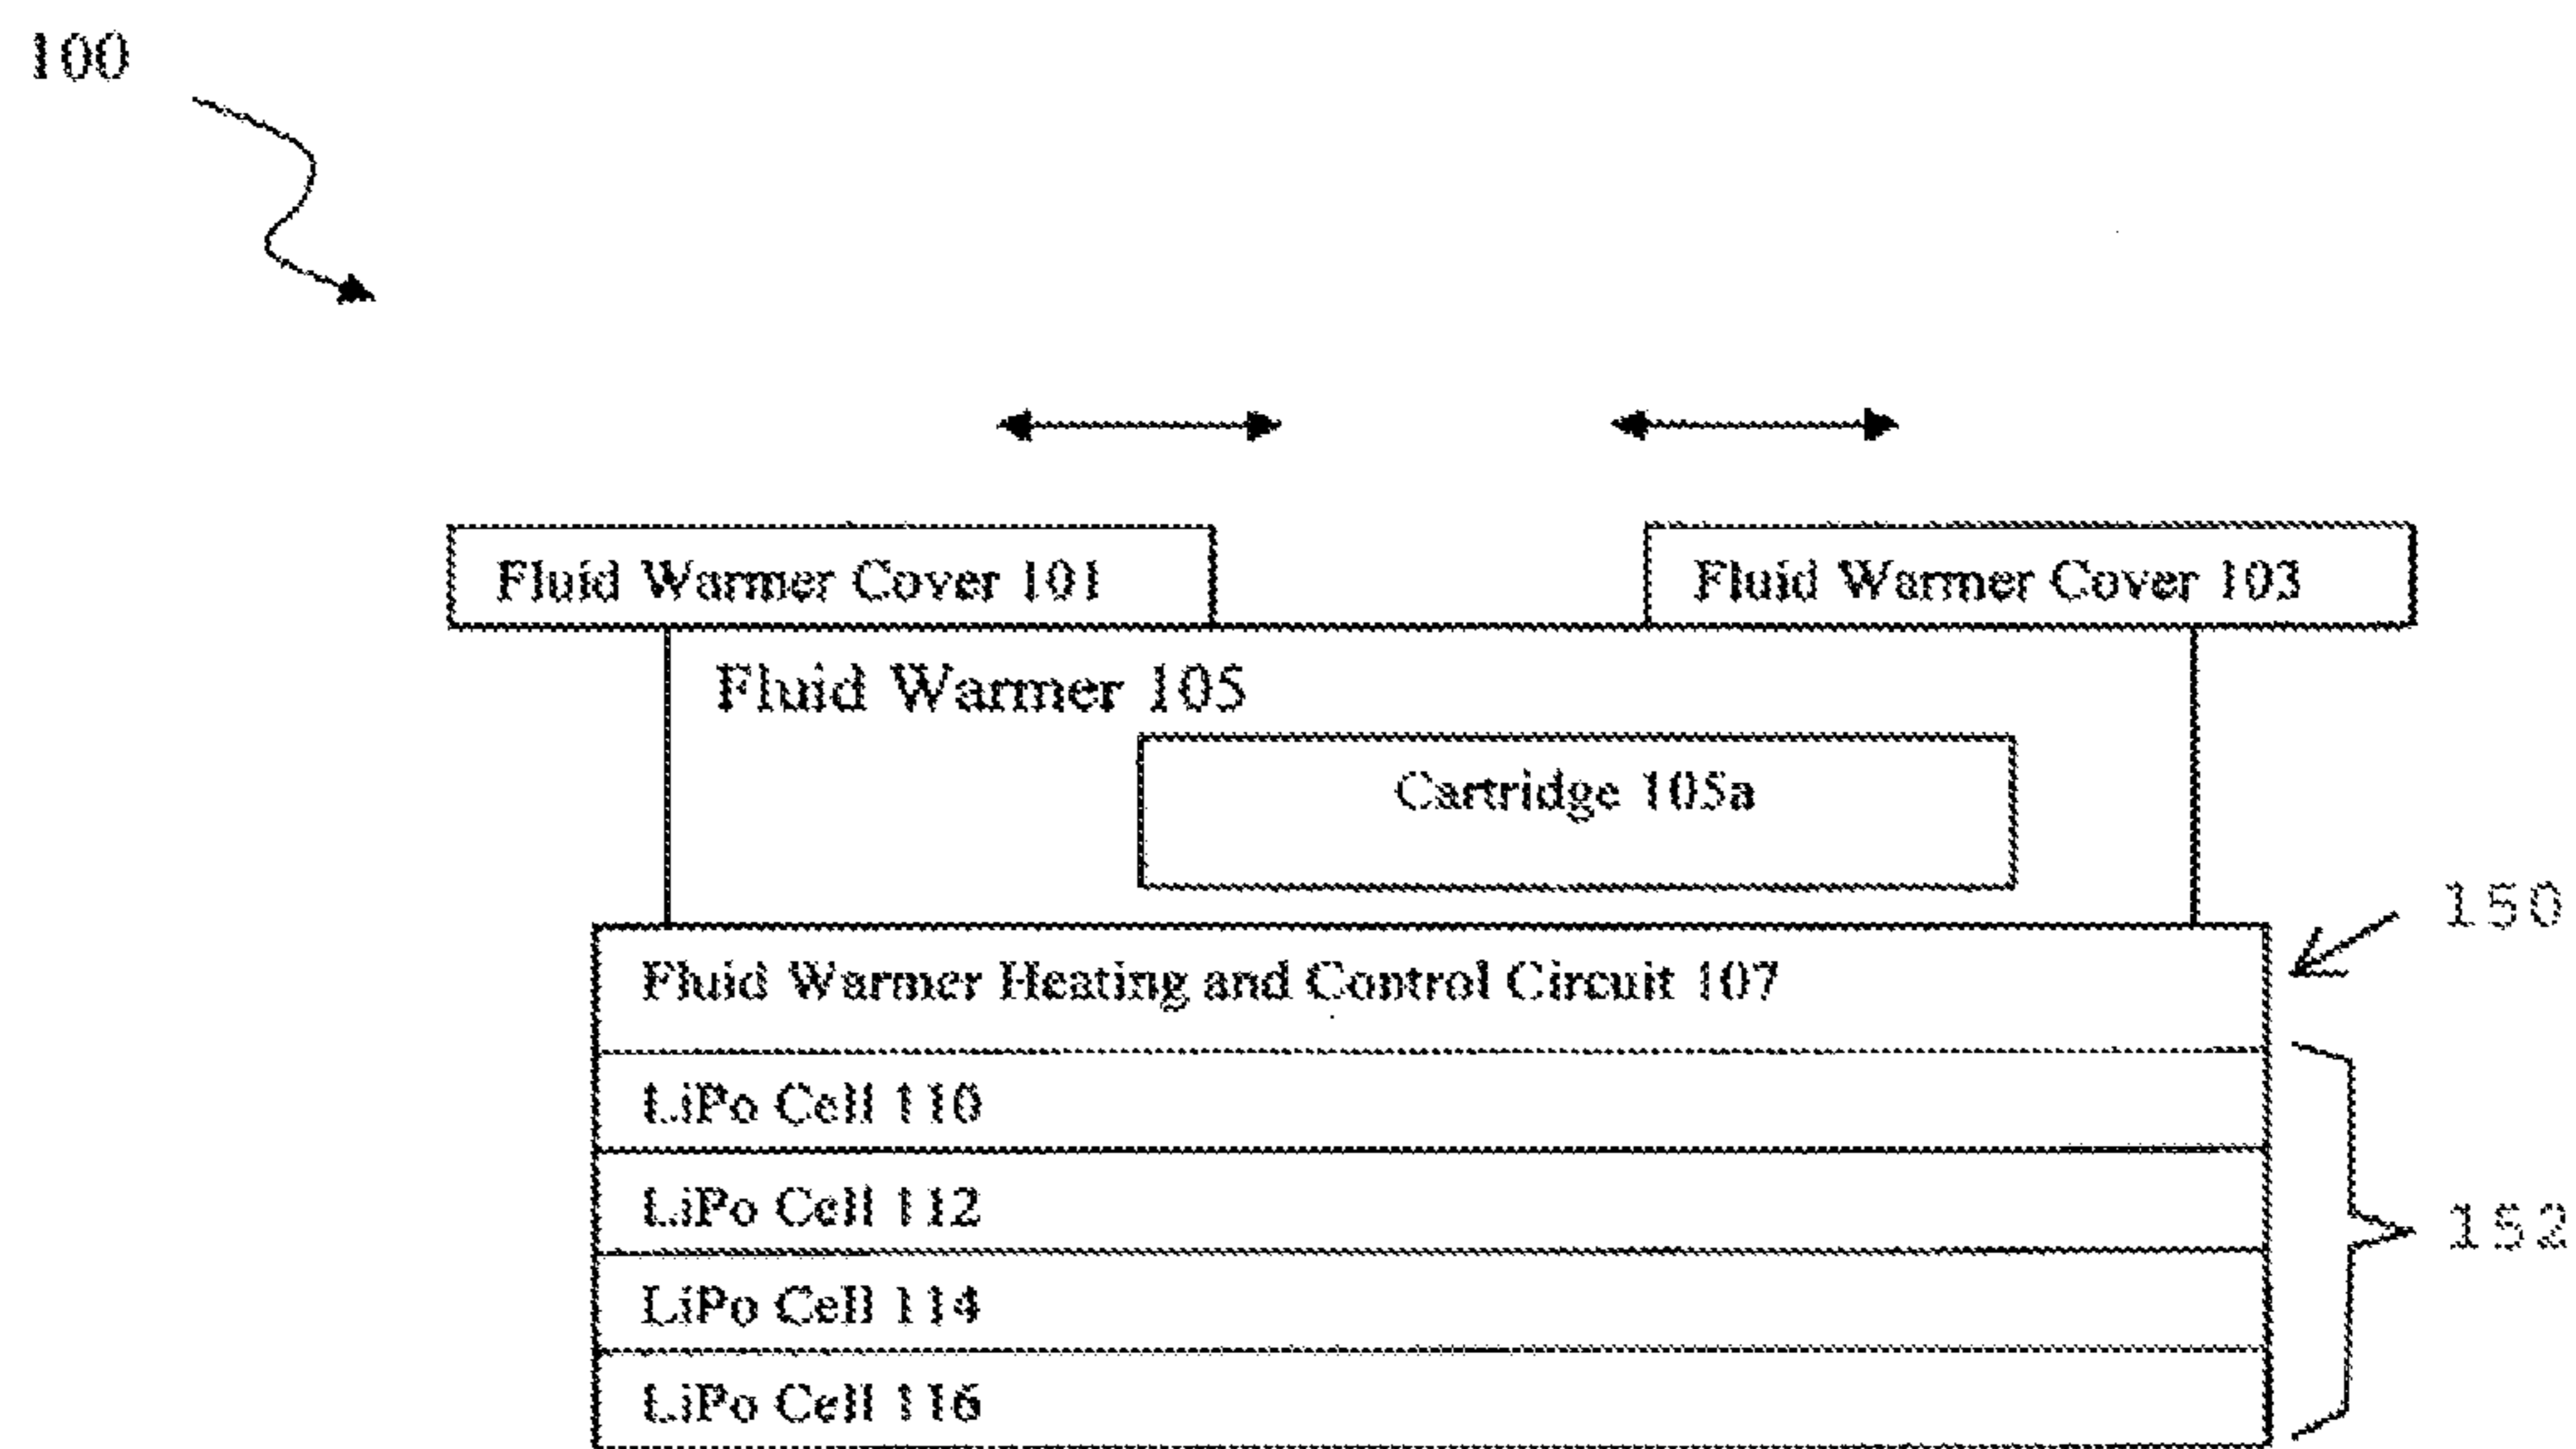 100
Fluid Warmer Cover 101
Fluid Warmer Cover 103
Fluid Warmer 105
Cartridge 105a
150
Fluid Warmer Heating and Control Circuit 107
LiPo Cell 110
LiPo Cell 112
152
LiPo Cell 114
LiPo Cell 116